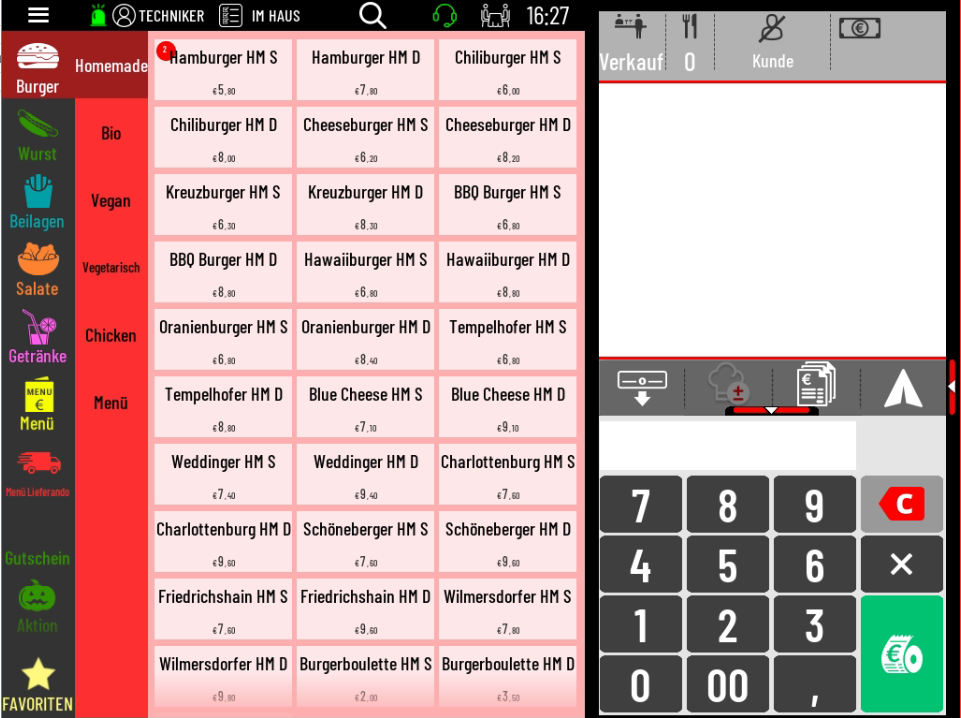 TECHNIKER IM HAUS 16:27
Verkauf 0 Kunde
Burger
Wurst
Beilagen
Salate
Getränke
MENU
€
Menü
Menü Lieferando
Gutschein
Aktion
FAVORITEN
Homemade
Bio
Vegan
Vegetarisch
Chicken
Menü
2
Hamburger HM S Hamburger HM D Chiliburger HM S
€5,80 €7,80 €6,00
Chiliburger HM D Cheeseburger HM S Cheeseburger HM D
€8,00 €6,20 €8,20
Kreuzburger HM S Kreuzburger HM D BBQ Burger HM S
€6,30 €8,30 €6,80
BBQ Burger HM D Hawaiiburger HM S Hawaiiburger HM D
€8,80 €6,80 €8,80
Oranienburger HM S Oranienburger HM D Tempelhofer HM S
€6,80 €8,40 €6,80
Tempelhofer HM D Blue Cheese HM S Blue Cheese HM D
€8,80 €7,10 €9,10
Weddinger HM S Weddinger HM D Charlottenburg HM S
€7,40 €9,40 €7,60
Charlottenburg HM D Schöneberger HM S Schöneberger HM D
€9,60 €7,60 €9,60
Friedrichshain HM S Friedrichshain HM D Wilmersdorfer HM S
€7,60 €9,60 €7,80
Wilmersdorfer HM D Burgerboulette HM S Burgerboulette HM D
€9,80 €2,00 €3,50
7 8 9 C
4 5 6 ×
1 2 3
0 00 ,